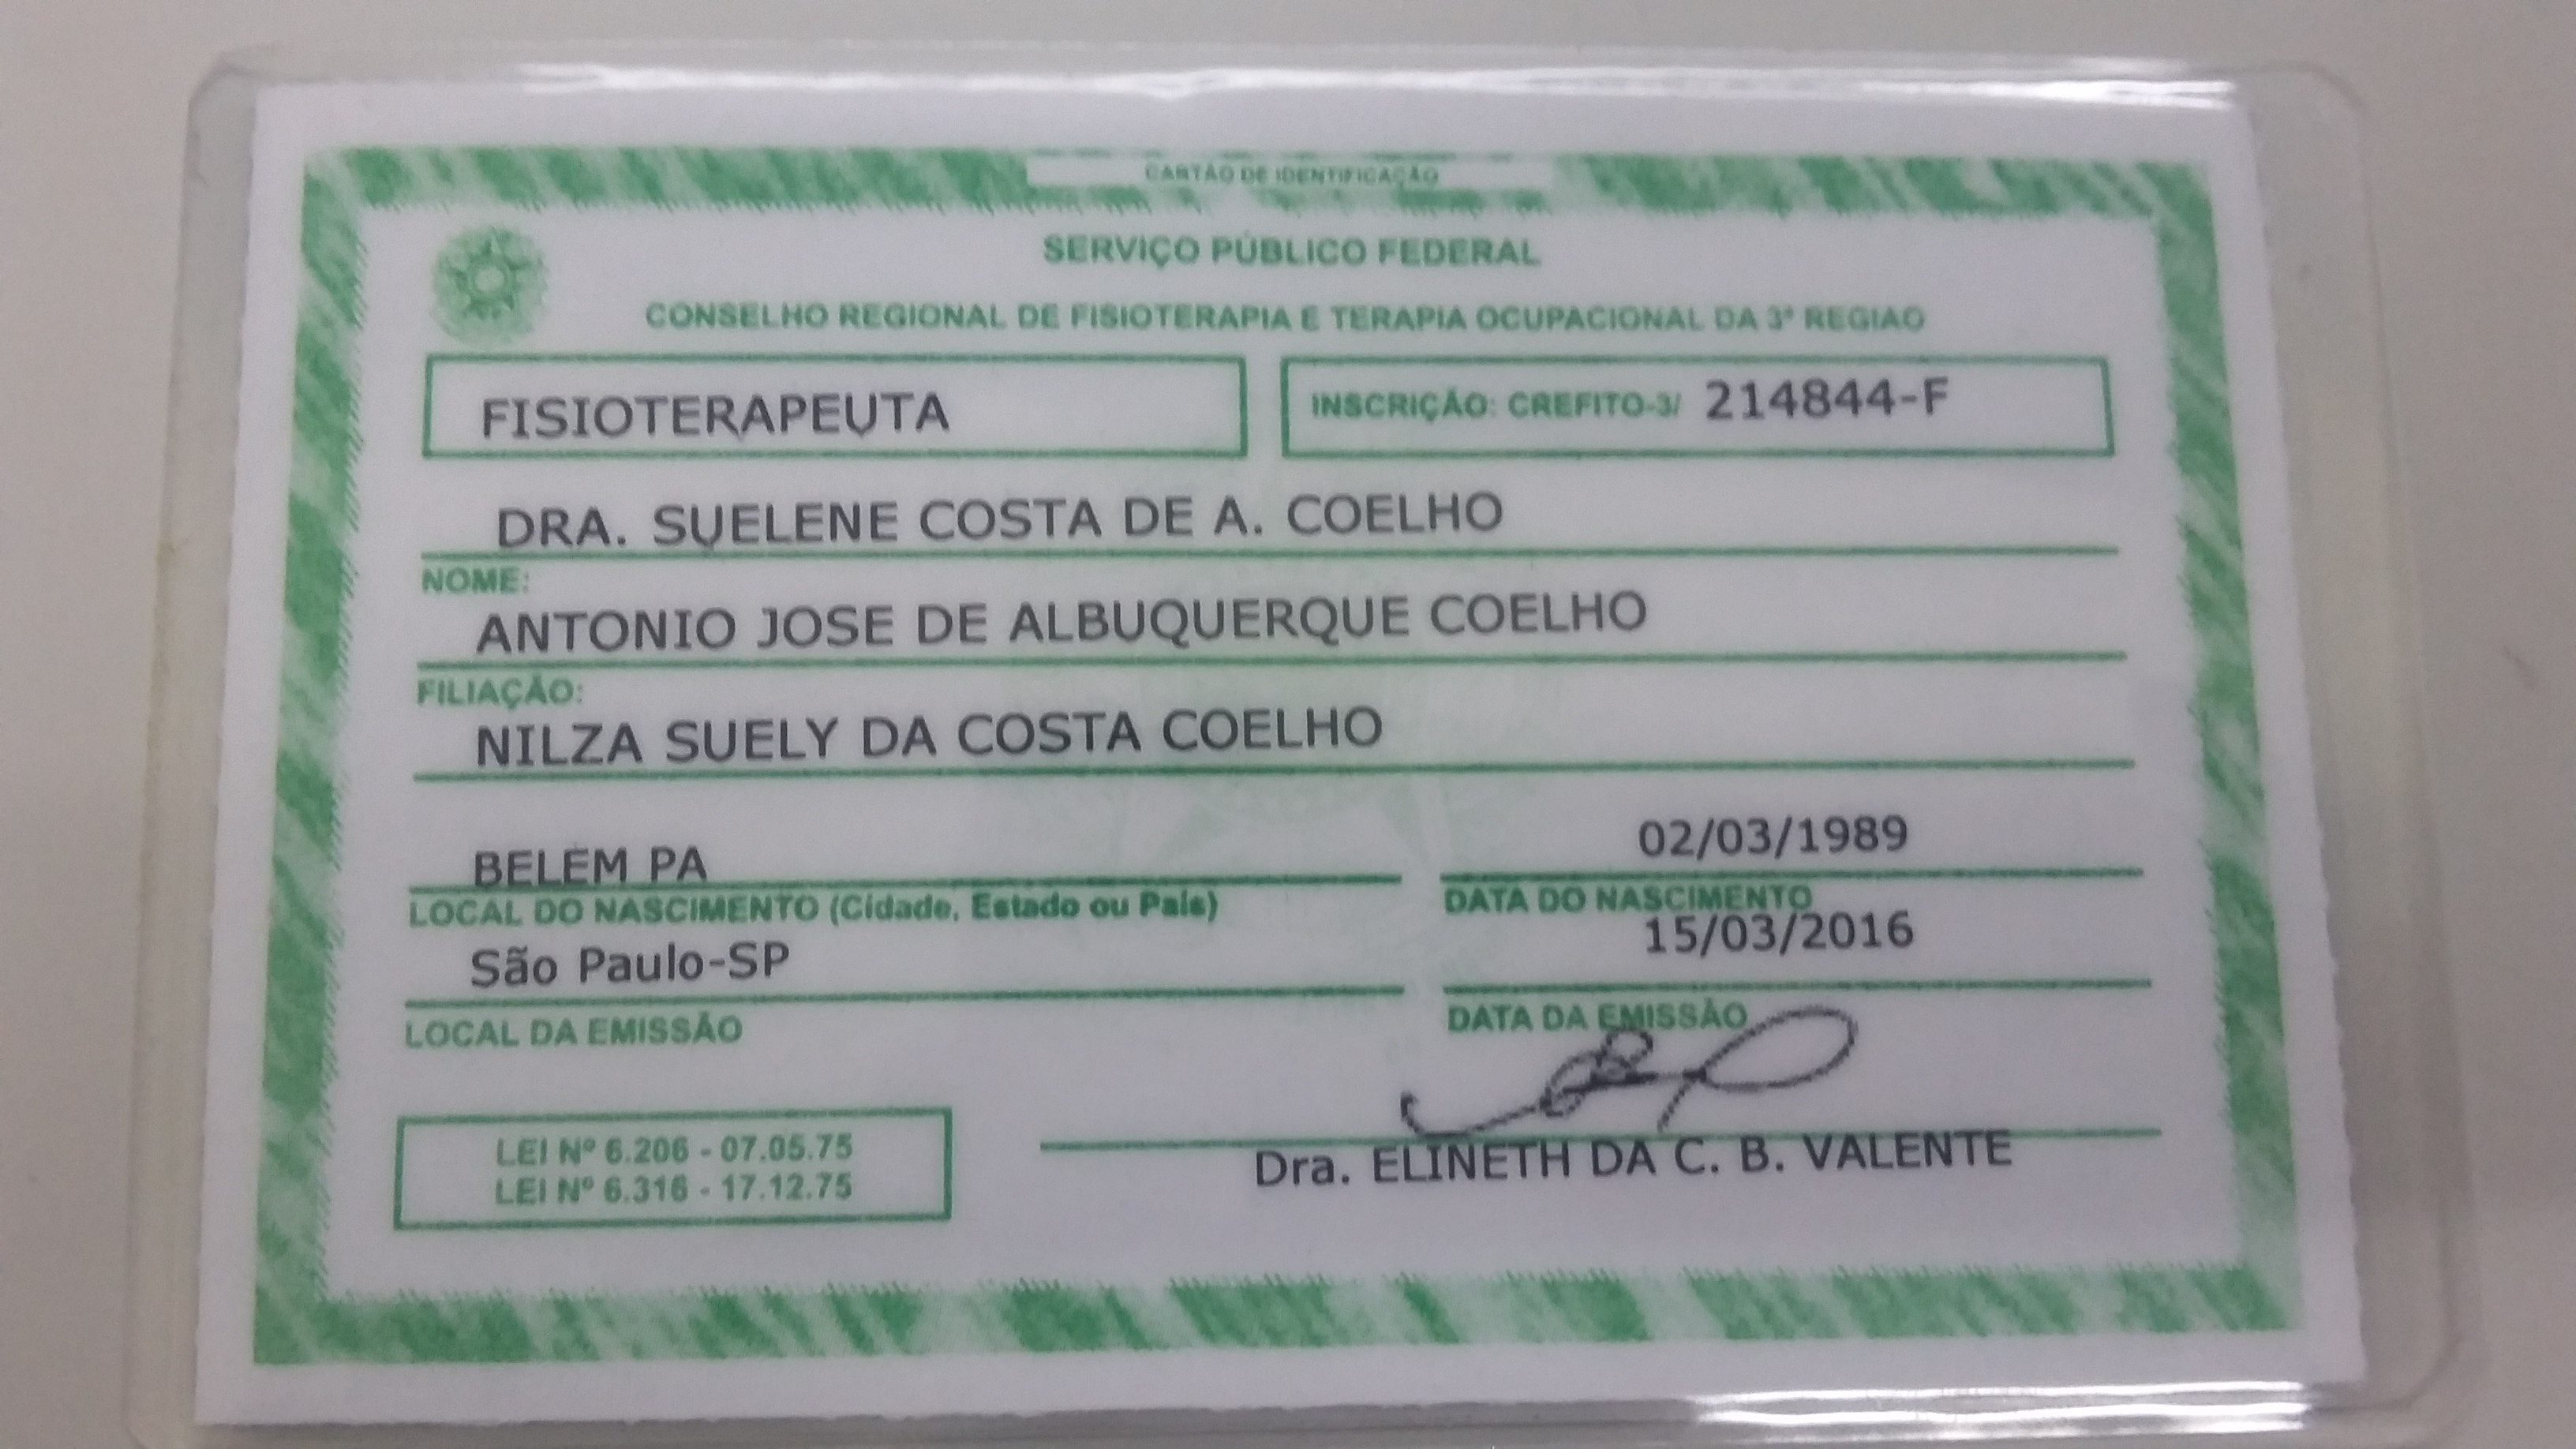 CARTÃO DE IDENTIFICAÇÃO
SERVIÇO PÚBLICO FEDERAL
CONSELHO REGIONAL DE FISIOTERAPIA E TERAPIA OCUPACIONAL DA 3ª REGIAO
FISIOTERAPEUTA
INSCRIÇÃO: CREFITO-3/ 214844-F
DRA. SUELENE COSTA DE A. COELHO
NOME:
ANTONIO JOSE DE ALBUQUERQUE COELHO
FILIAÇÃO:
NILZA SUELY DA COSTA COELHO
BELÉM PA
02/03/1989
LOCAL DO NASCIMENTO (Cidade, Estado ou País)
DATA DO NASCIMENTO
São Paulo-SP
15/03/2016
LOCAL DA EMISSÃO
DATA DA EMISSÃO
LEI Nº 6.206 - 07.05.75
LEI Nº 6.316 - 17.12.75
Dra. ELINETH DA C. B. VALENTE